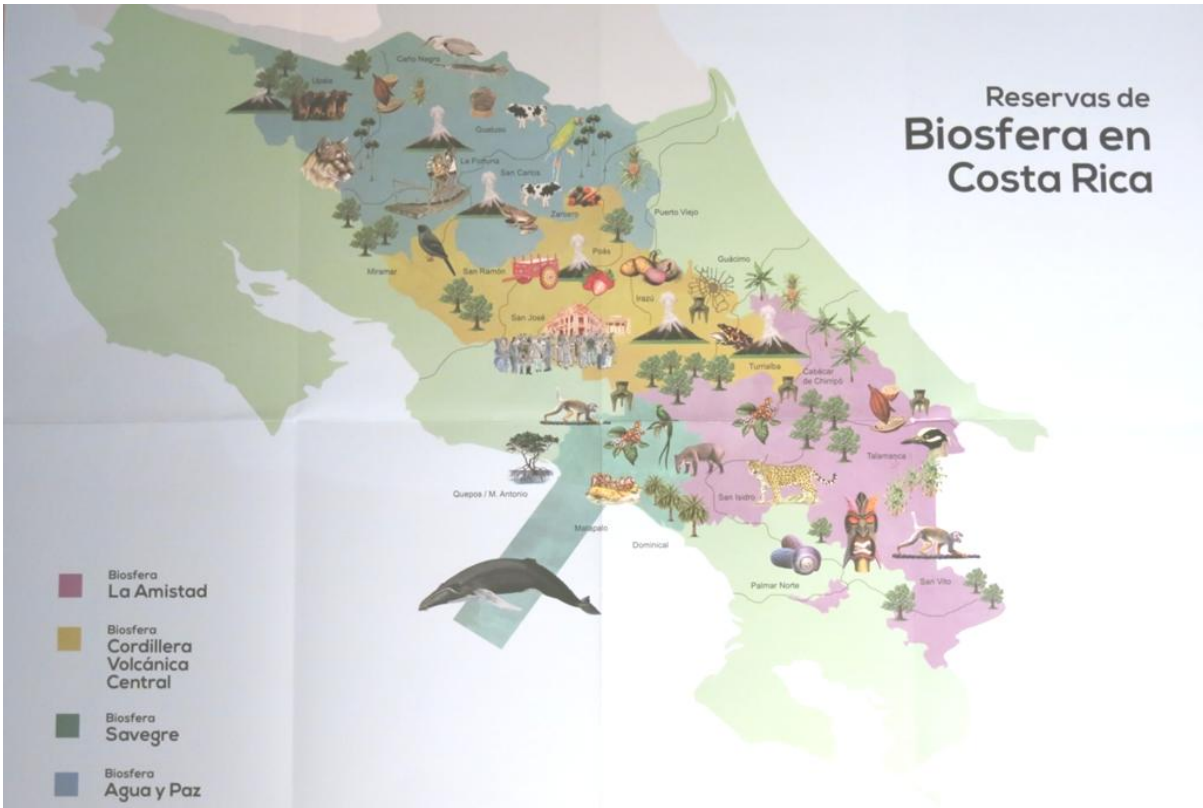 Reservas de
Biosfera en
Costa Rica
Caño Negro
Upala
Guatuso
La Fortuna
San Carlos
Zarcero
Puerto Viejo
Miramar
San Ramón
Poás
Guácimo
Irazú
San José
Turrialba
Cabécar
de Chirripó
Talamanca
Quepos / M. Antonio
San Isidro
Matapalo
Dominical
Palmar Norte
San Vito
Biosfera
La Amistad
Biosfera
Cordillera
Volcánica
Central
Biosfera
Savegre
Biosfera
Agua y Paz